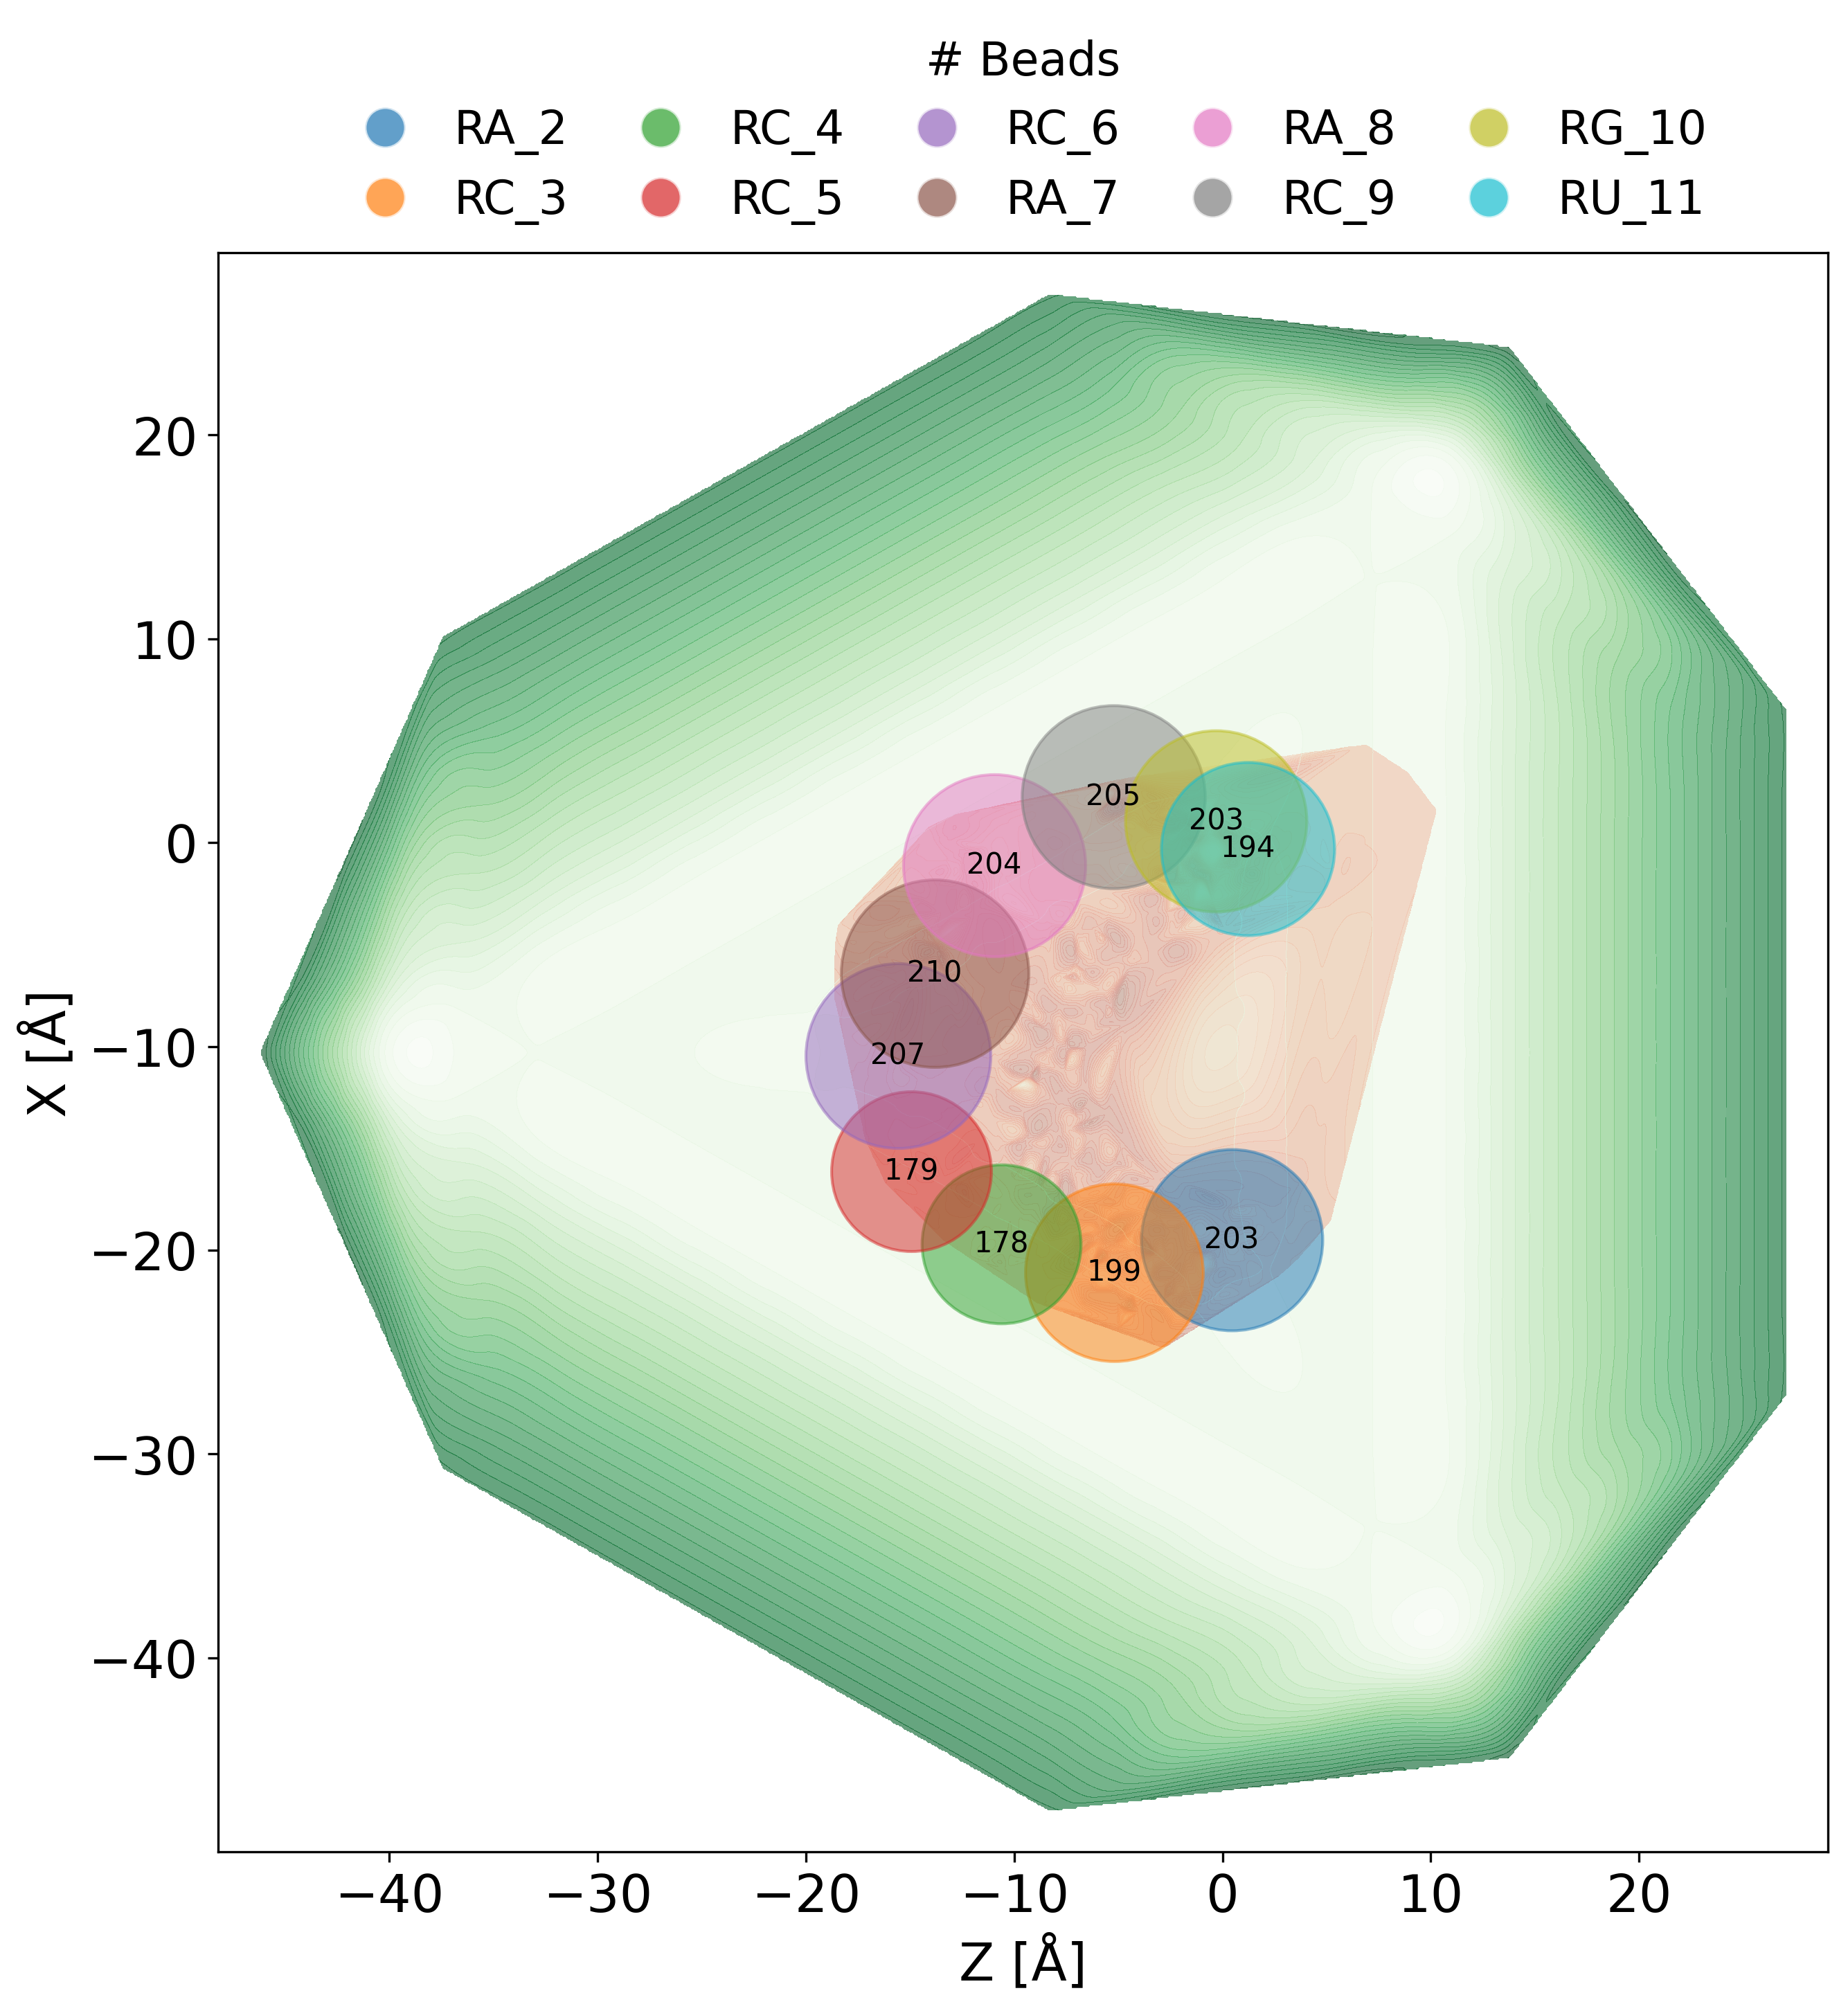 # Beads
RA_2 RC_4 RC_6 RA_8 RG_10
RC_3 RC_5 RA_7 RC_9 RU_11
20
10
0
−10
−20
−30
−40
X [Å]
205
203
194
204
210
207
179
178
199
203
−40 −30 −20 −10 0 10 20
Z [Å]